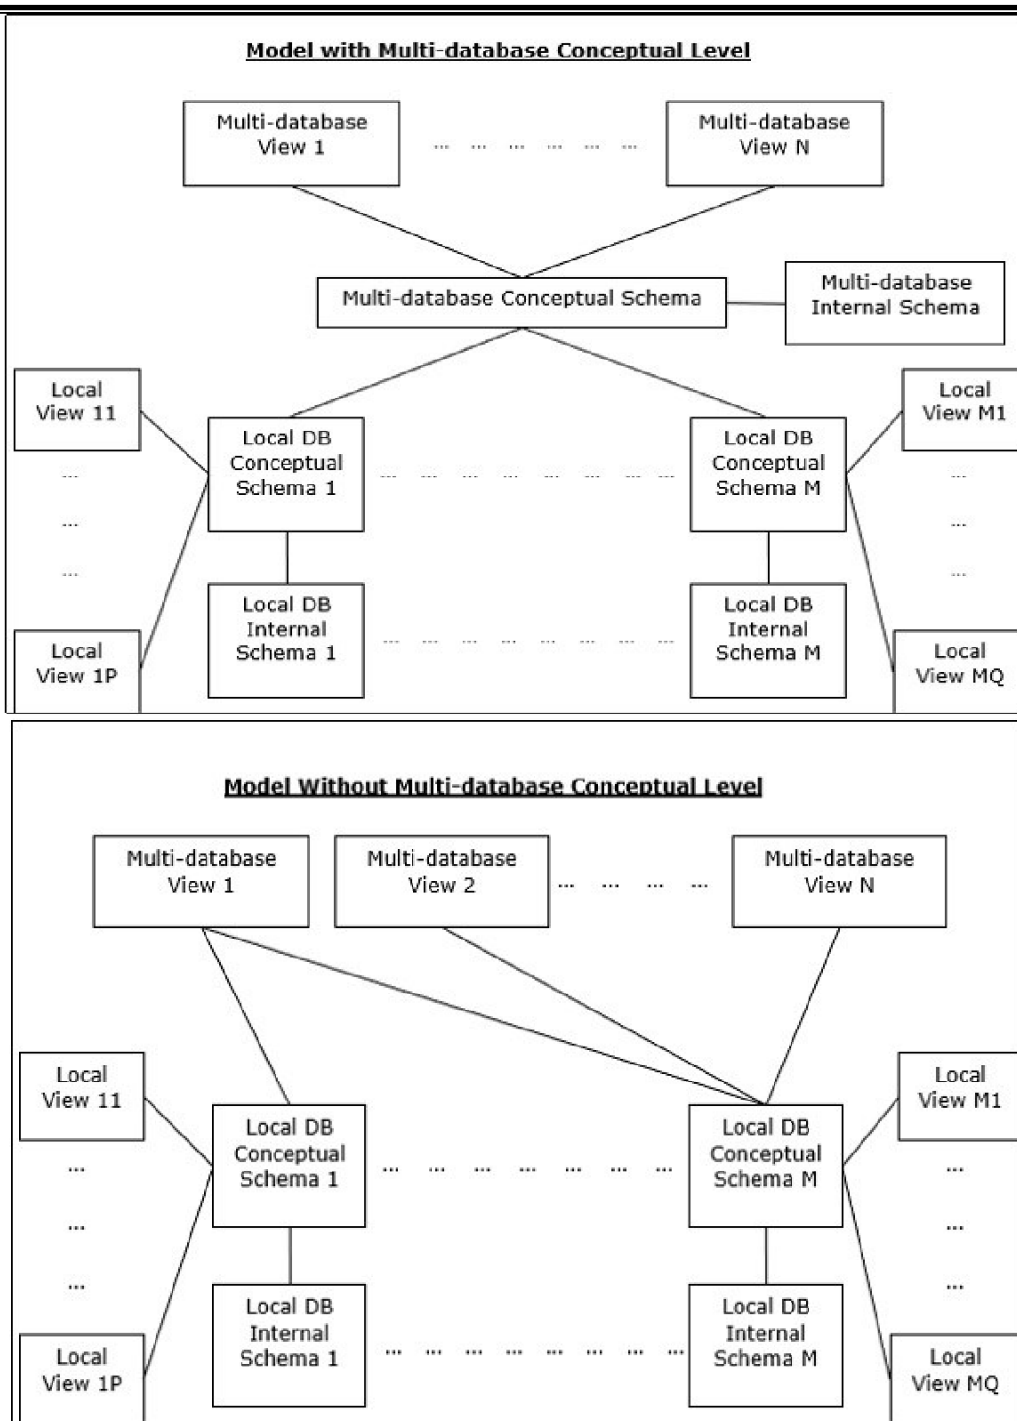 Model with Multi-database Conceptual Level
Multi-database
View 1
... ... ... ... ... ...
Multi-database
View N
Multi-database Conceptual Schema
Multi-database
Internal Schema
Local
View 11
Local
View M1
Local DB
Conceptual
Schema 1
... ... ... ... ... ... ... ...
Local DB
Conceptual
Schema M
...
...
...
...
...
...
Local DB
Internal
Schema 1
... ... ... ... ... ... ... ...
Local DB
Internal
Schema M
Local
View 1P
Local
View MQ
Model Without Multi-database Conceptual Level
Multi-database
View 1
Multi-database
View 2
... ... ... ...
Multi-database
View N
Local
View 11
Local
View M1
Local DB
Conceptual
Schema 1
... ... ... ... ... ... ...
Local DB
Conceptual
Schema M
...
...
...
...
...
...
Local DB
Internal
Schema 1
... ... ... ... ... ... ... ...
Local DB
Internal
Schema M
Local
View 1P
Local
View MQ